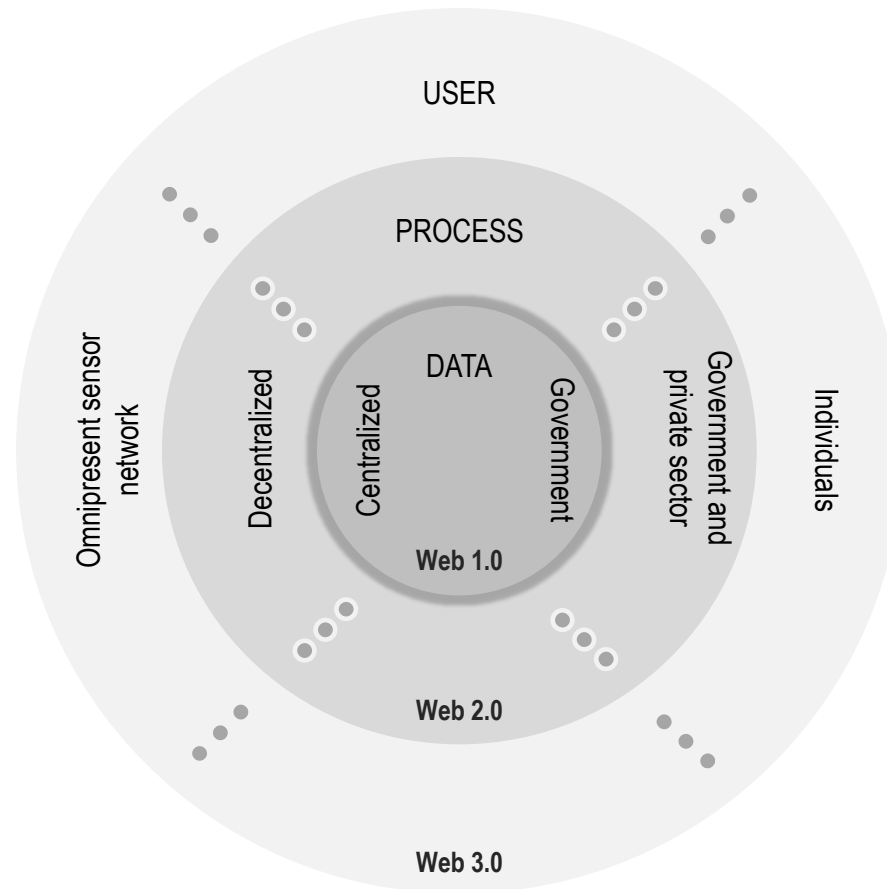 USER
PROCESS
DATA
Omnipresent sensor
network
Decentralized
Centralized
Government
Government and
private sector
Individuals
Web 1.0
Web 2.0
Web 3.0